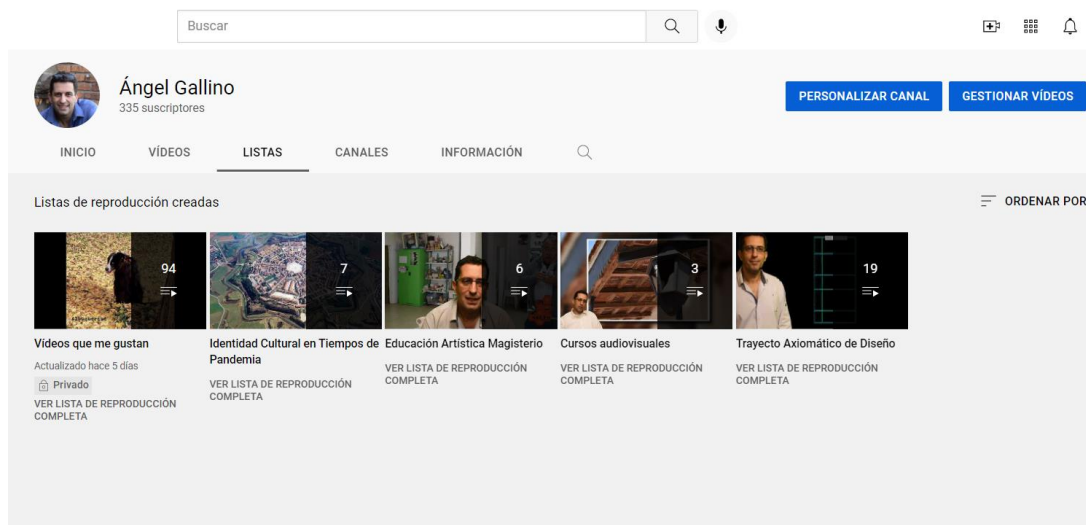 Buscar
Ángel Gallino
335 suscriptores
PERSONALIZAR CANAL
GESTIONAR VÍDEOS
INICIO
VÍDEOS
LISTAS
CANALES
INFORMACIÓN
Listas de reproducción creadas
ORDENAR POR
94
Vídeos que me gustan
Actualizado hace 5 días
Privado
VER LISTA DE REPRODUCCIÓN
COMPLETA
7
Identidad Cultural en Tiempos de
Pandemia
VER LISTA DE REPRODUCCIÓN
COMPLETA
6
Educación Artística Magisterio
VER LISTA DE REPRODUCCIÓN
COMPLETA
3
Cursos audiovisuales
VER LISTA DE REPRODUCCIÓN
COMPLETA
19
Trayecto Axiomático de Diseño
VER LISTA DE REPRODUCCIÓN
COMPLETA